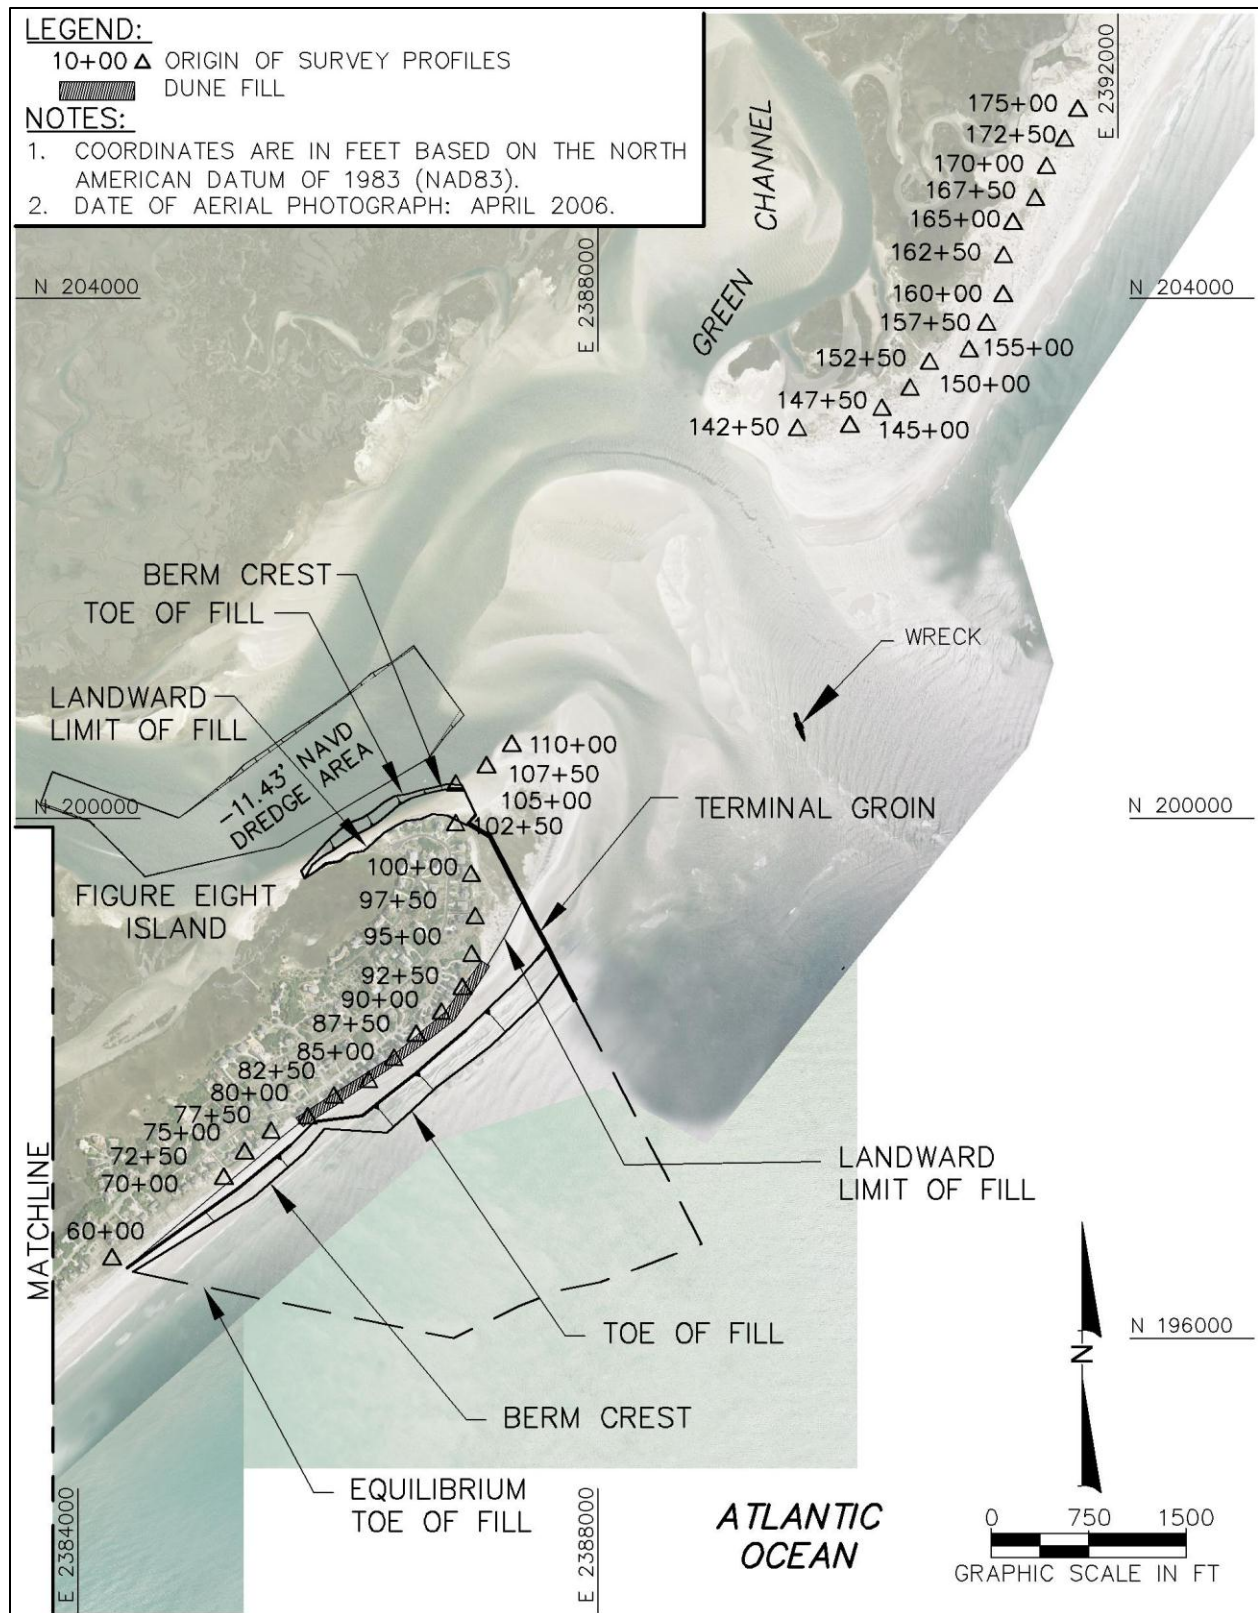 LEGEND:
10+00 ORIGIN OF SURVEY PROFILES
DUNE FILL
NOTES:
1. COORDINATES ARE IN FEET BASED ON THE NORTH
AMERICAN DATUM OF 1983 (NAD83).
2. DATE OF AERIAL PHOTOGRAPH: APRIL 2006.
E 2392000
175+00
172+50
170+00
167+50
165+00
162+50
160+00
157+50
155+00
152+50
150+00
147+50
145+00
142+50
GREEN CHANNEL
E 2388000
N 204000
N 204000
BERM CREST
TOE OF FILL
LANDWARD
LIMIT OF FILL
-11.43' NAVD
DREDGE AREA
WRECK
110+00
107+50
105+00
102+50
TERMINAL GROIN
N 200000
N 200000
FIGURE EIGHT
ISLAND
100+00
97+50
95+00
92+50
90+00
87+50
85+00
82+50
80+00
77+50
75+00
72+50
70+00
60+00
MATCHLINE
LANDWARD
LIMIT OF FILL
TOE OF FILL
BERM CREST
EQUILIBRIUM
TOE OF FILL
N 196000
N
E 2384000
E 2388000
ATLANTIC
OCEAN
0 750 1500
GRAPHIC SCALE IN FT